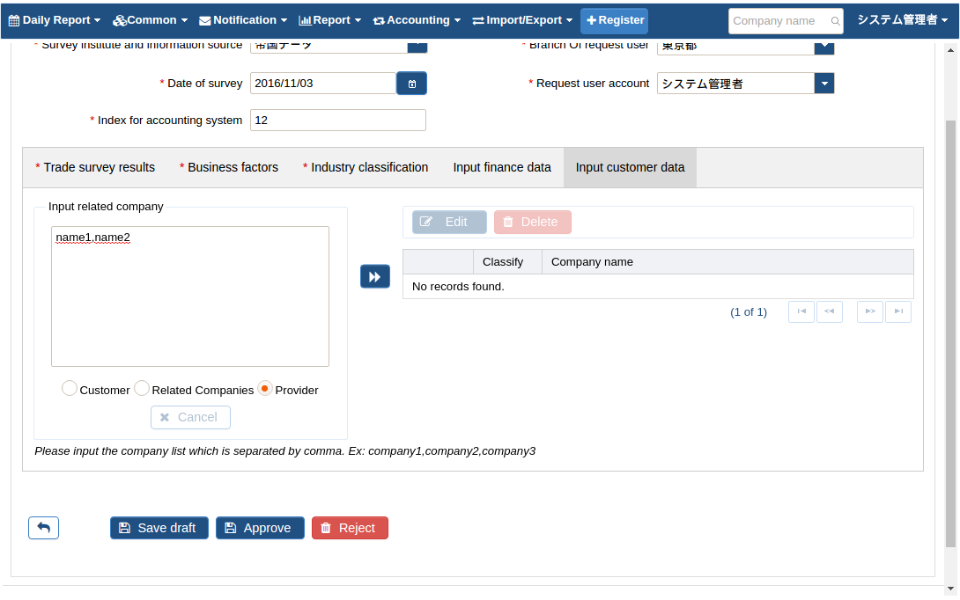 Daily Report Common Notification Report Accounting Import/Export Register Company name システム管理者
* Survey institute and information source 帝国データ * Branch Of request user 東京都
* Date of survey 2016/11/03 * Request user account システム管理者
* Index for accounting system 12
* Trade survey results * Business factors * Industry classification Input finance data Input customer data
Input related company
name1,name2
Edit Delete
Classify Company name
No records found.
(1 of 1)
Customer Related Companies Provider
Cancel
Please input the company list which is separated by comma. Ex: company1,company2,company3
Save draft Approve Reject